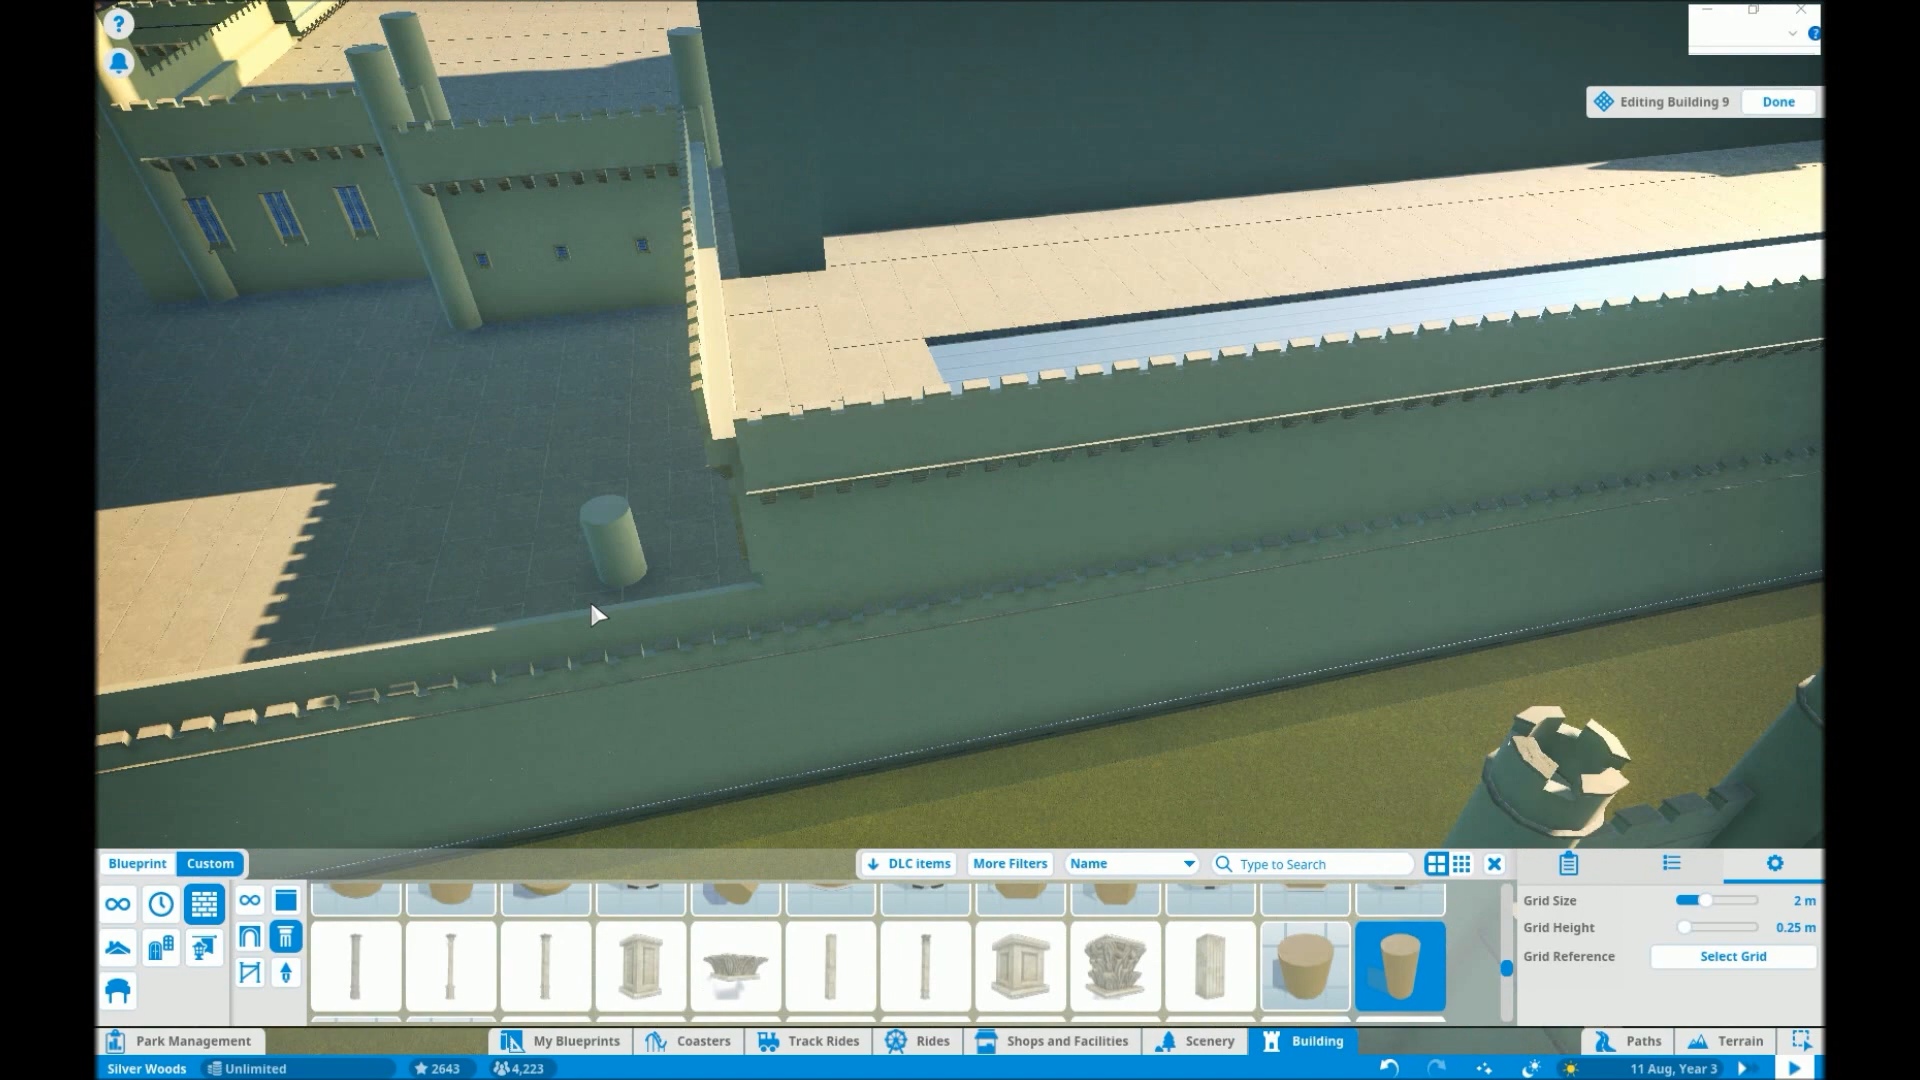 ?
?
Editing Building 9 Done
Blueprint Custom
DLC items More Filters Name Type to Search
Grid Size 2 m
Grid Height 0.25 m
Grid Reference Select Grid
Park Management My Blueprints Coasters Track Rides Rides Shops and Facilities Scenery Building Paths Terrain
Silver Woods Unlimited 2643 4,223 11 Aug, Year 3